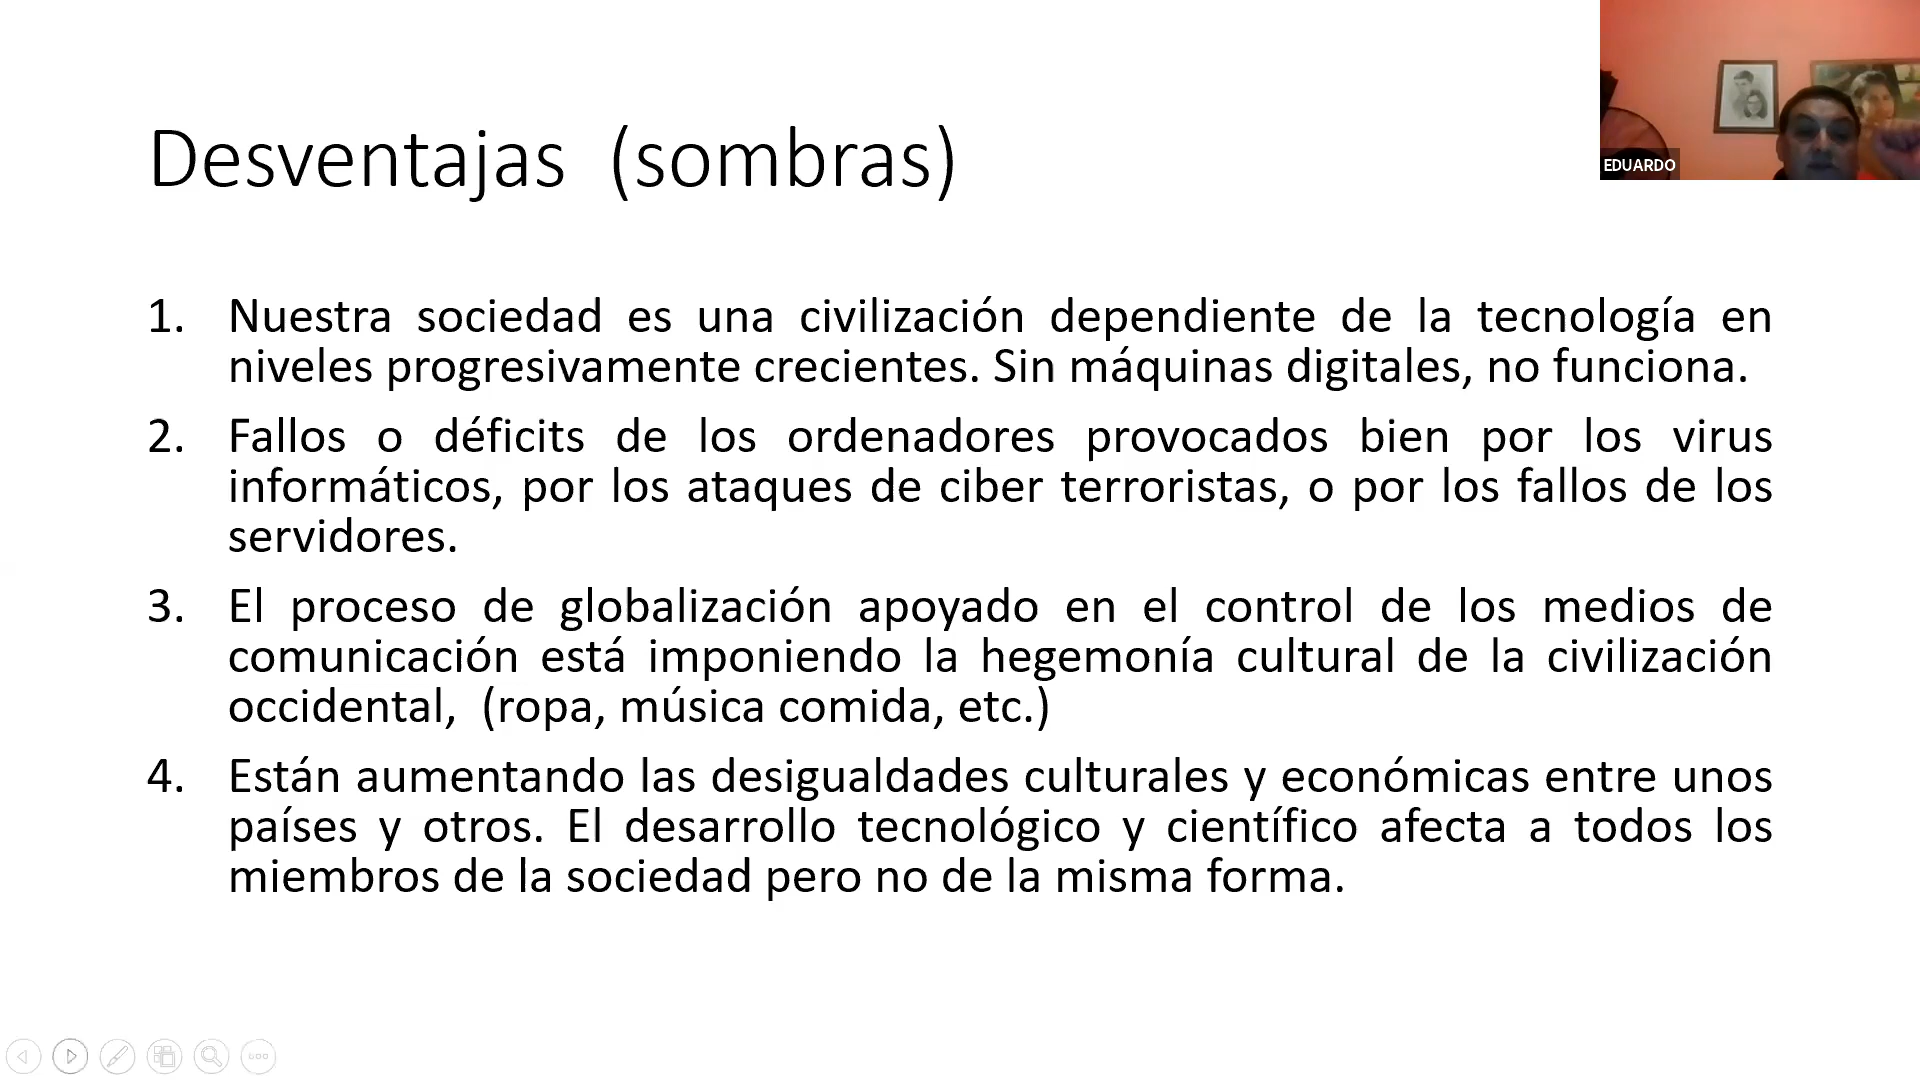 Desventajas (sombras)
EDUARDO
1. Nuestra sociedad es una civilización dependiente de la tecnología en
niveles progresivamente crecientes. Sin máquinas digitales, no funciona.
2. Fallos o déficits de los ordenadores provocados bien por los virus
informáticos, por los ataques de ciber terroristas, o por los fallos de los
servidores.
3. El proceso de globalización apoyado en el control de los medios de
comunicación está imponiendo la hegemonía cultural de la civilización
occidental, (ropa, música comida, etc.)
4. Están aumentando las desigualdades culturales y económicas entre unos
países y otros. El desarrollo tecnológico y científico afecta a todos los
miembros de la sociedad pero no de la misma forma.